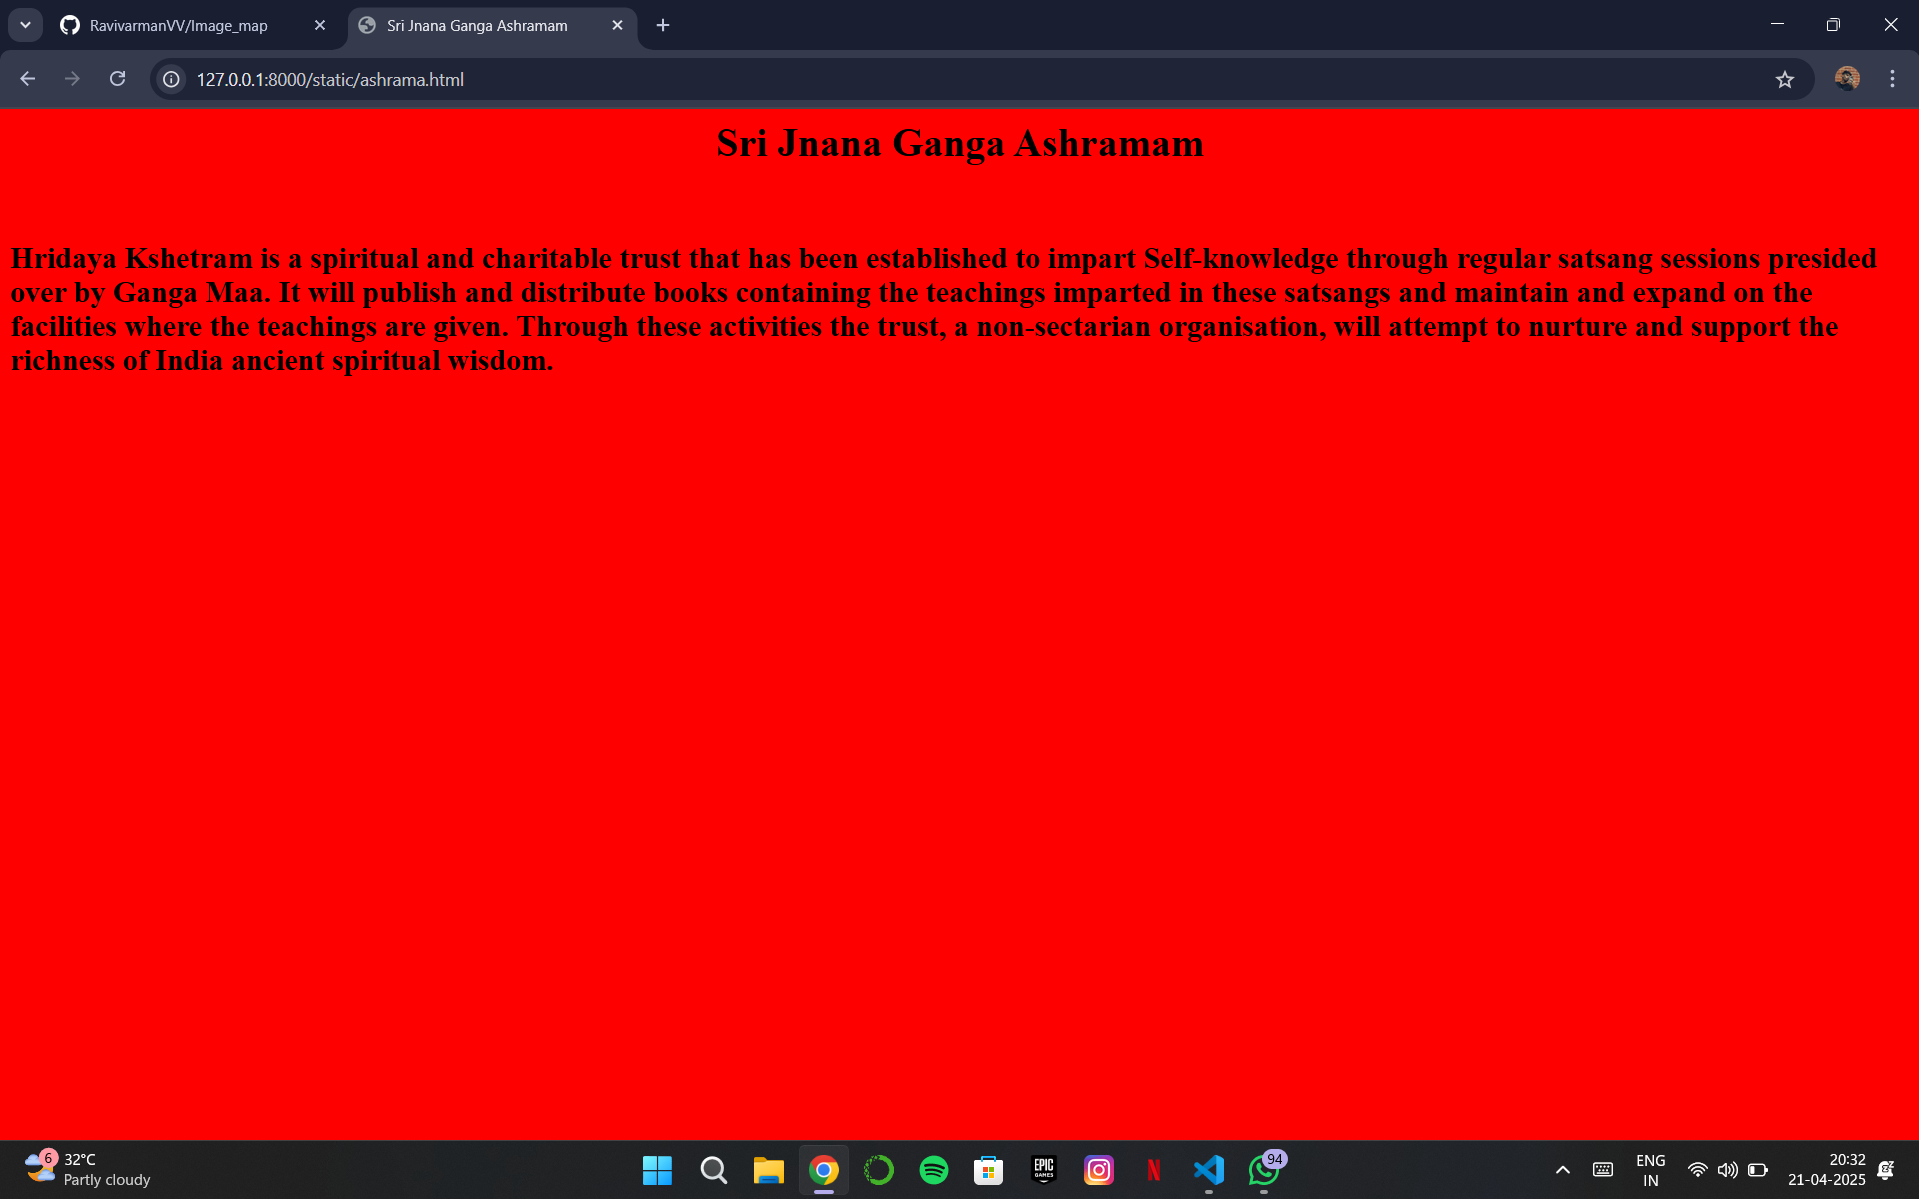 RavivarmanVV/Image_map
Sri Jnana Ganga Ashramam
127.0.0.1:8000/static/ashrama.html
Sri Jnana Ganga Ashramam
Hridaya Kshetram is a spiritual and charitable trust that has been established to impart Self-knowledge through regular satsang sessions presided
over by Ganga Maa. It will publish and distribute books containing the teachings imparted in these satsangs and maintain and expand on the
facilities where the teachings are given. Through these activities the trust, a non-sectarian organisation, will attempt to nurture and support the
richness of India ancient spiritual wisdom.
6
32°C
Partly cloudy
EPIC
GAMES
N
94
ENG
IN
20:32
21-04-2025